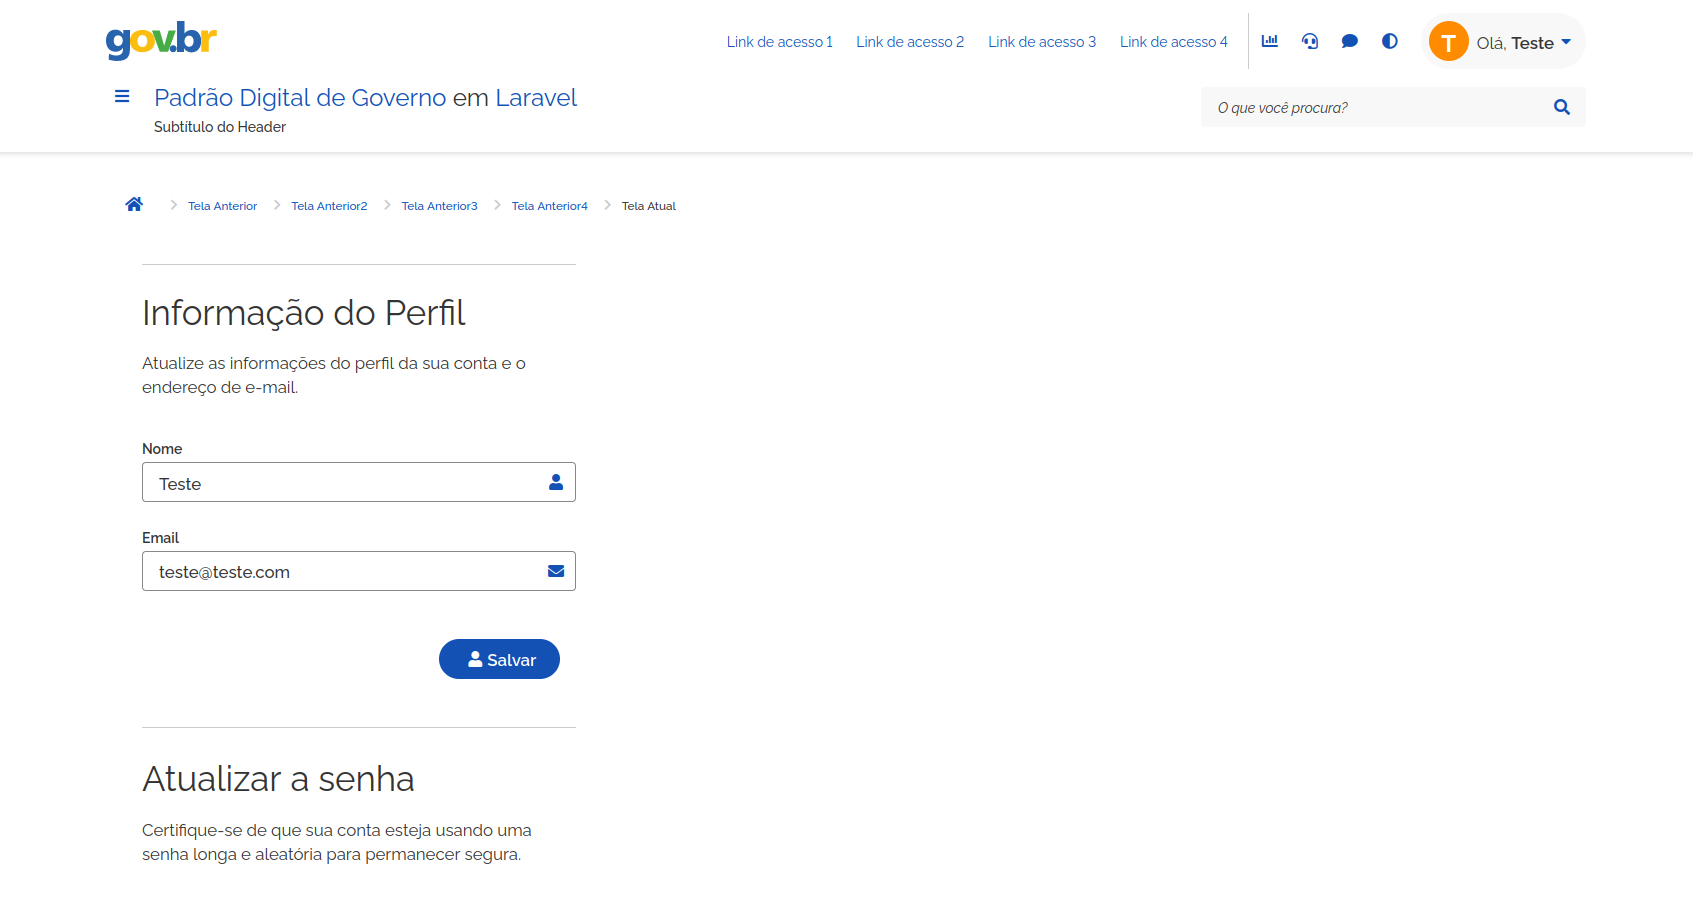 gov.br
Link de acesso 1 Link de acesso 2 Link de acesso 3 Link de acesso 4
T Olá, Teste
Padrão Digital de Governo em Laravel
Subtítulo do Header
O que você procura?
Tela Anterior Tela Anterior2 Tela Anterior3 Tela Anterior4 Tela Atual
Informação do Perfil
Atualize as informações do perfil da sua conta e o
endereço de e-mail.
Nome
Teste
Email
teste@teste.com
Salvar
Atualizar a senha
Certifique-se de que sua conta esteja usando uma
senha longa e aleatória para permanecer segura.